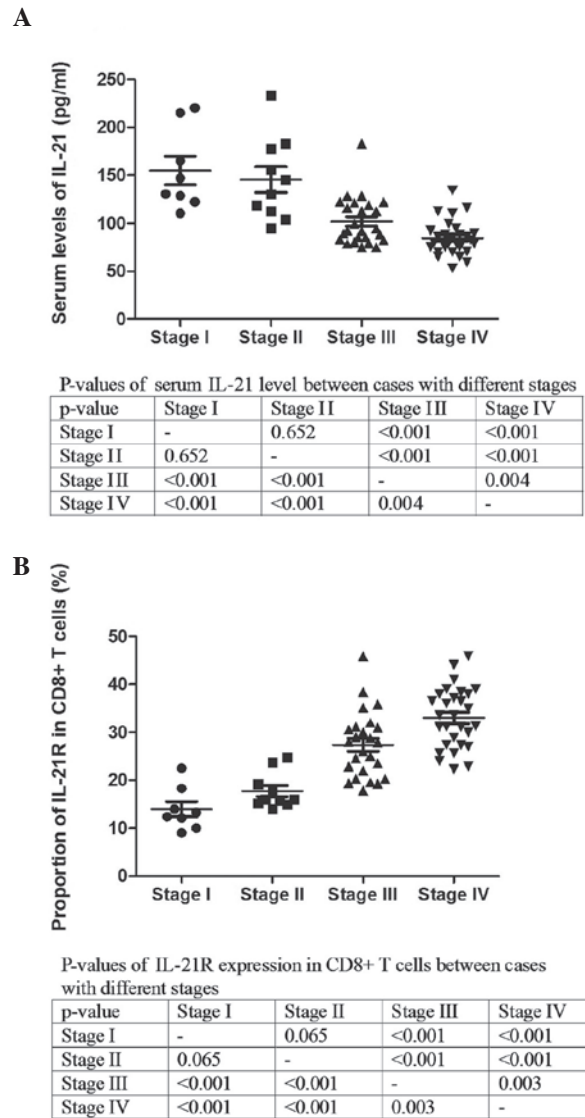 A
Serum levels of IL-21 (pg/ml)
250
200
150
100
50
0
Stage I Stage II Stage III Stage IV
P-values of serum IL-21 level between cases with different stages
p-value Stage I Stage II Stage III Stage IV
Stage I - 0.652 <0.001 <0.001
Stage II 0.652 - <0.001 <0.001
Stage III <0.001 <0.001 - 0.004
Stage IV <0.001 <0.001 0.004 -
B
Proportion of IL-21R in CD8+ T cells (%)
50
40
30
20
10
0
Stage I Stage II Stage III Stage IV
P-values of IL-21R expression in CD8+ T cells between cases
with different stages
p-value Stage I Stage II Stage III Stage IV
Stage I - 0.065 <0.001 <0.001
Stage II 0.065 - <0.001 <0.001
Stage III <0.001 <0.001 - 0.003
Stage IV <0.001 <0.001 0.003 -